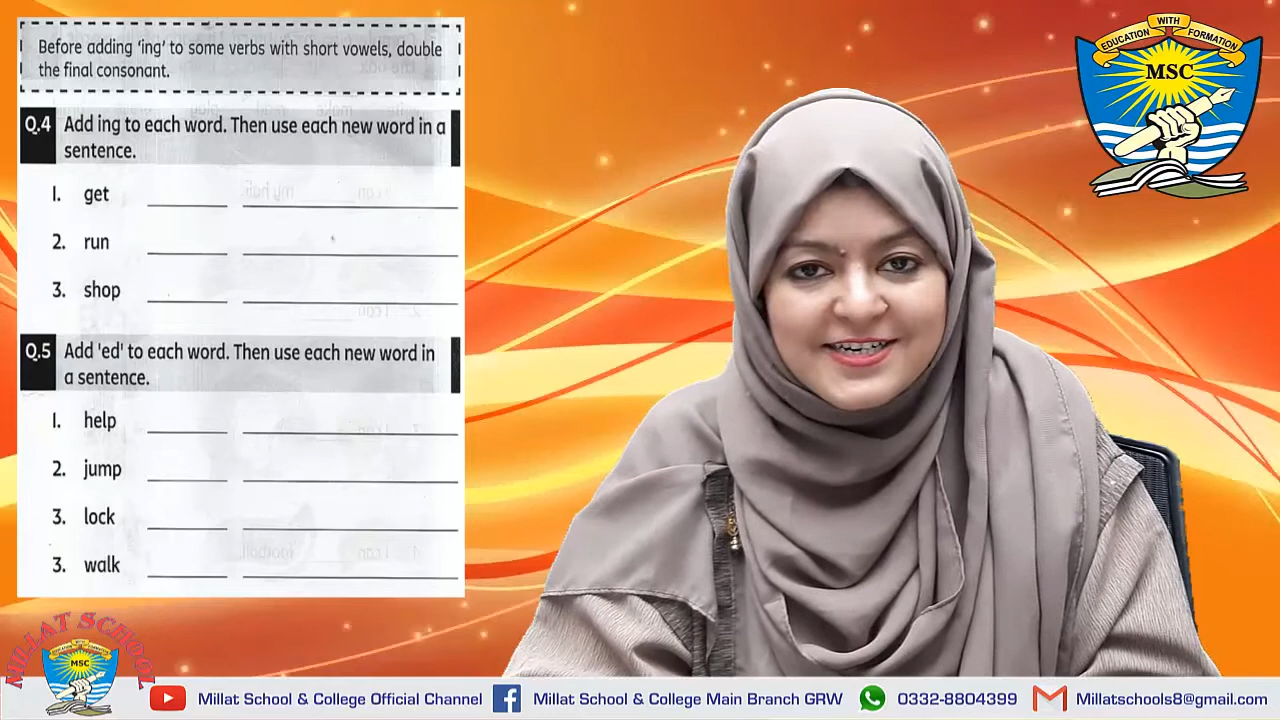 Before adding 'ing' to some verbs with short vowels, double
the final consonant.
Q.4 Add ing to each word. Then use each new word in a
sentence.
1. get
2. run
3. shop
Q.5 Add 'ed' to each word. Then use each new word in
a sentence.
1. help
2. jump
3. lock
3. walk
EDUCATION WITH FORMATION
MSC
MILLAT SCHOOL
EDUCATION WITH FORMATION
MSC
Millat School & College Official Channel
Millat School & College Main Branch GRW
0332-8804399
Millatschools8@gmail.com